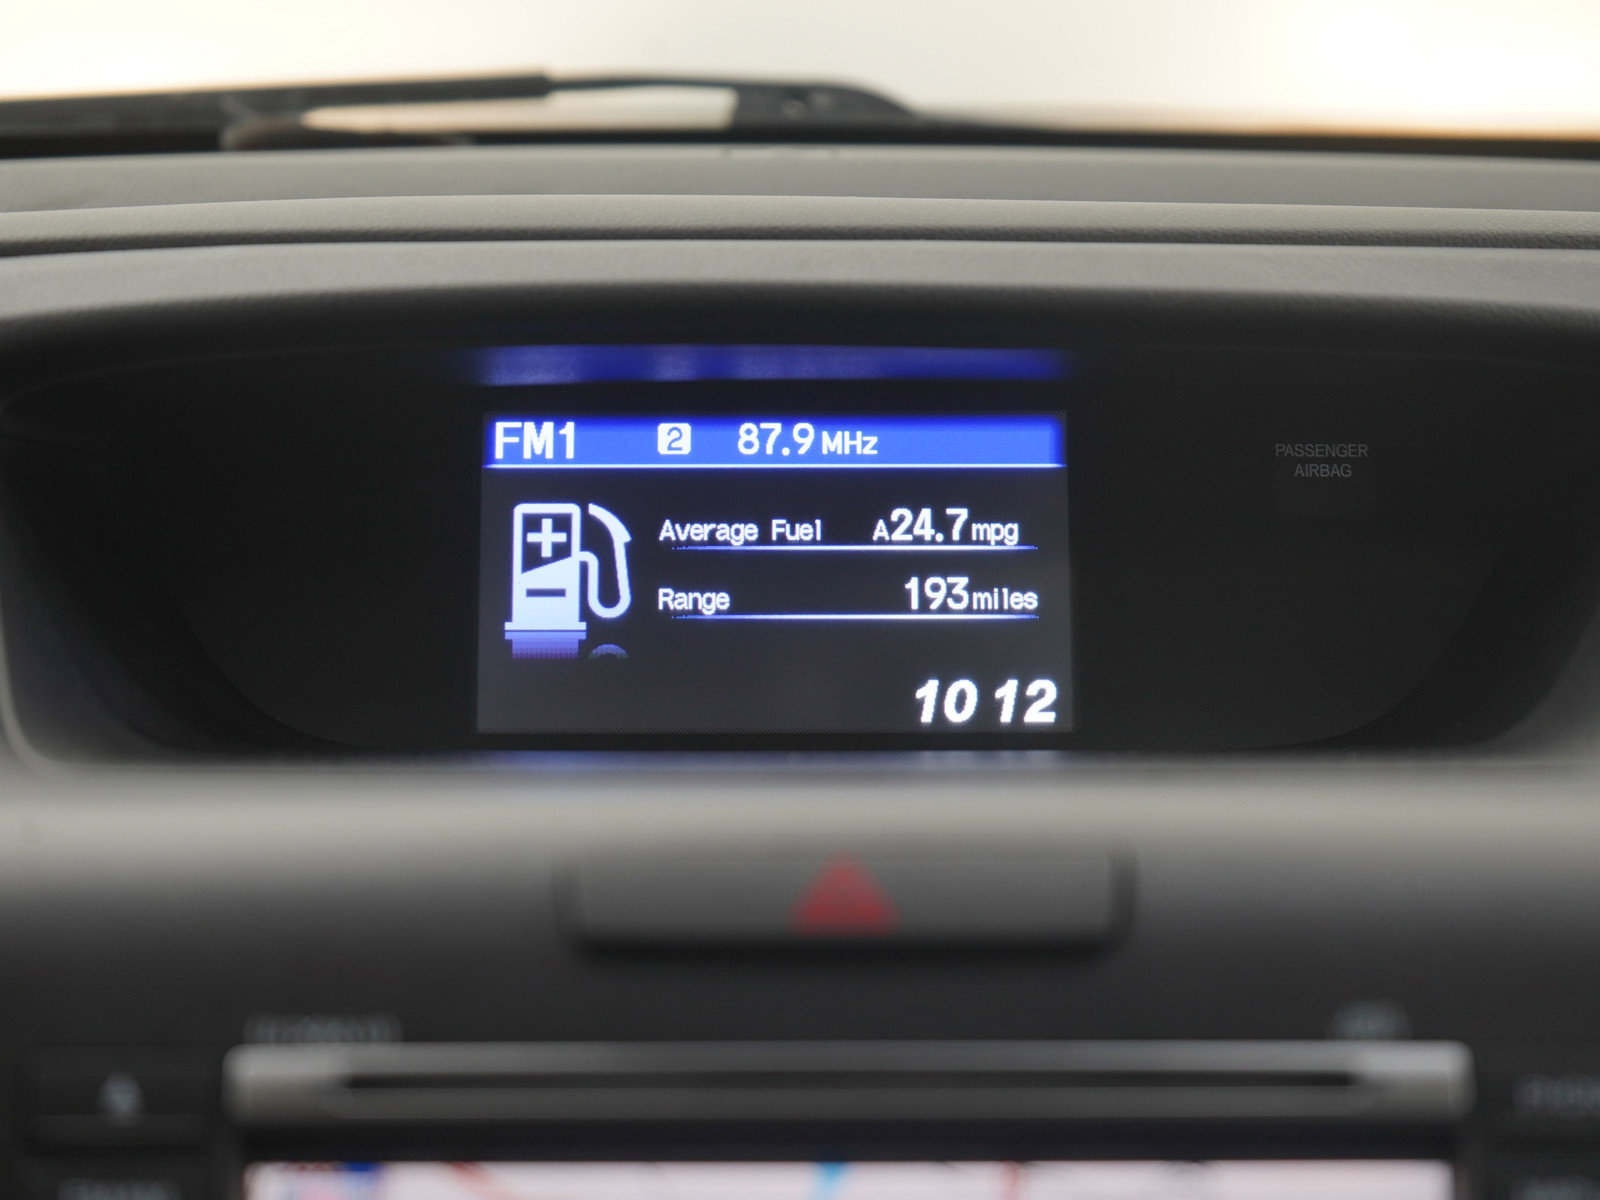 FM1 2 87.9 MHz
PASSENGER
AIRBAG
Average Fuel A24.7mpg
Range 193miles
10 12